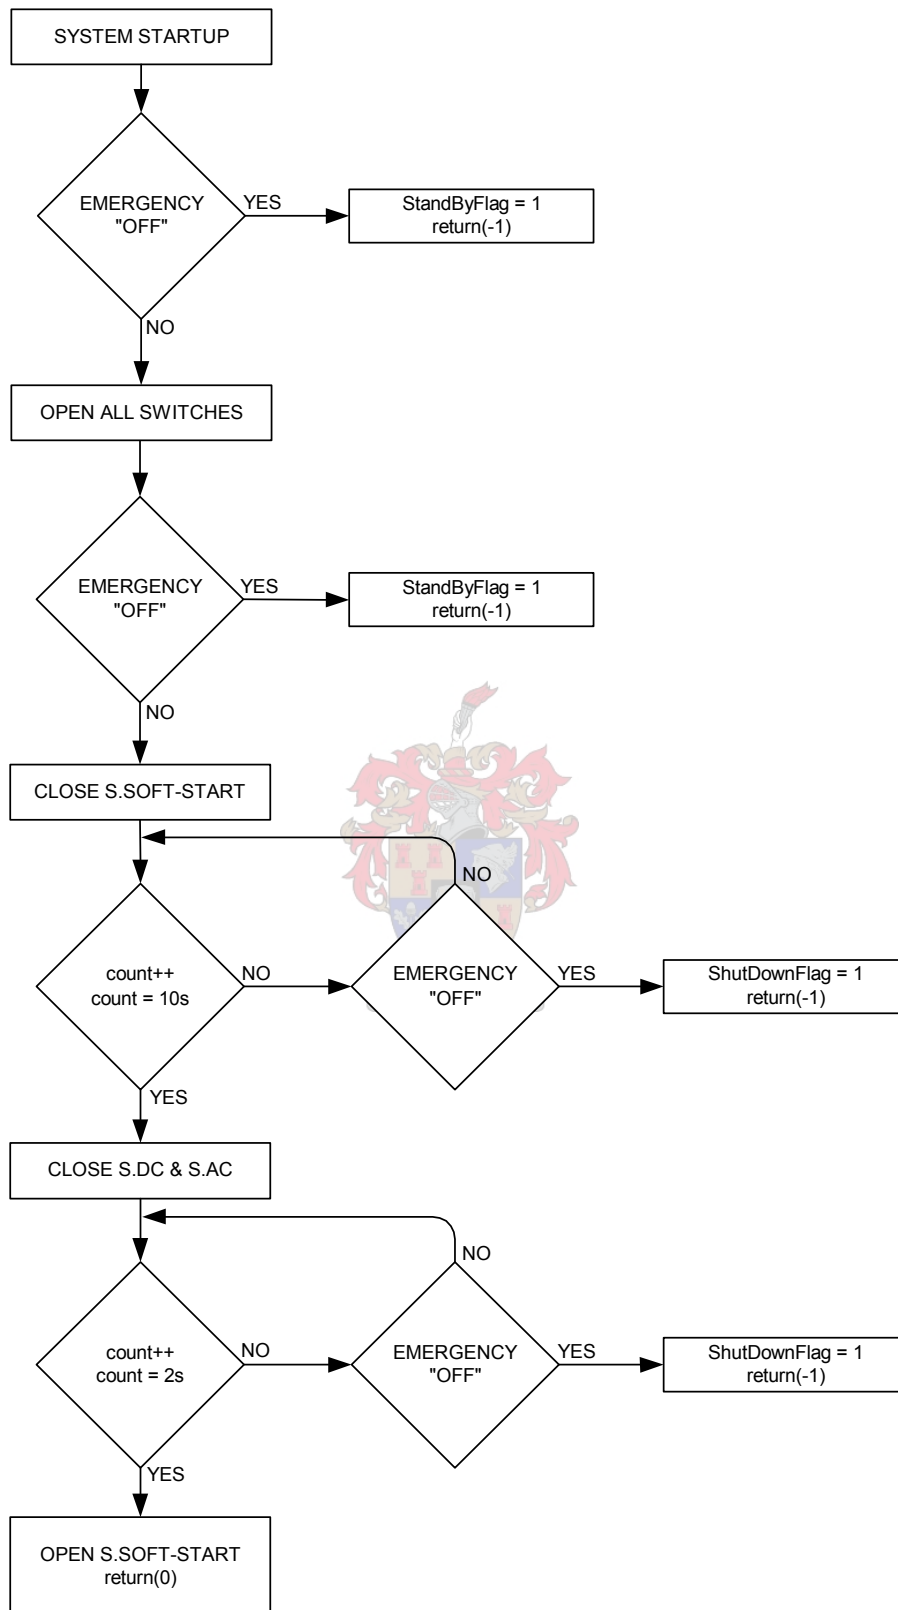 SYSTEM STARTUP
EMERGENCY
"OFF"
YES
StandByFlag = 1
return(-1)
NO
OPEN ALL SWITCHES
EMERGENCY
"OFF"
YES
StandByFlag = 1
return(-1)
NO
CLOSE S.SOFT-START
NO
count++
count = 10s
NO
EMERGENCY
"OFF"
YES
ShutDownFlag = 1
return(-1)
YES
CLOSE S.DC & S.AC
NO
count++
count = 2s
NO
EMERGENCY
"OFF"
YES
ShutDownFlag = 1
return(-1)
YES
OPEN S.SOFT-START
return(0)